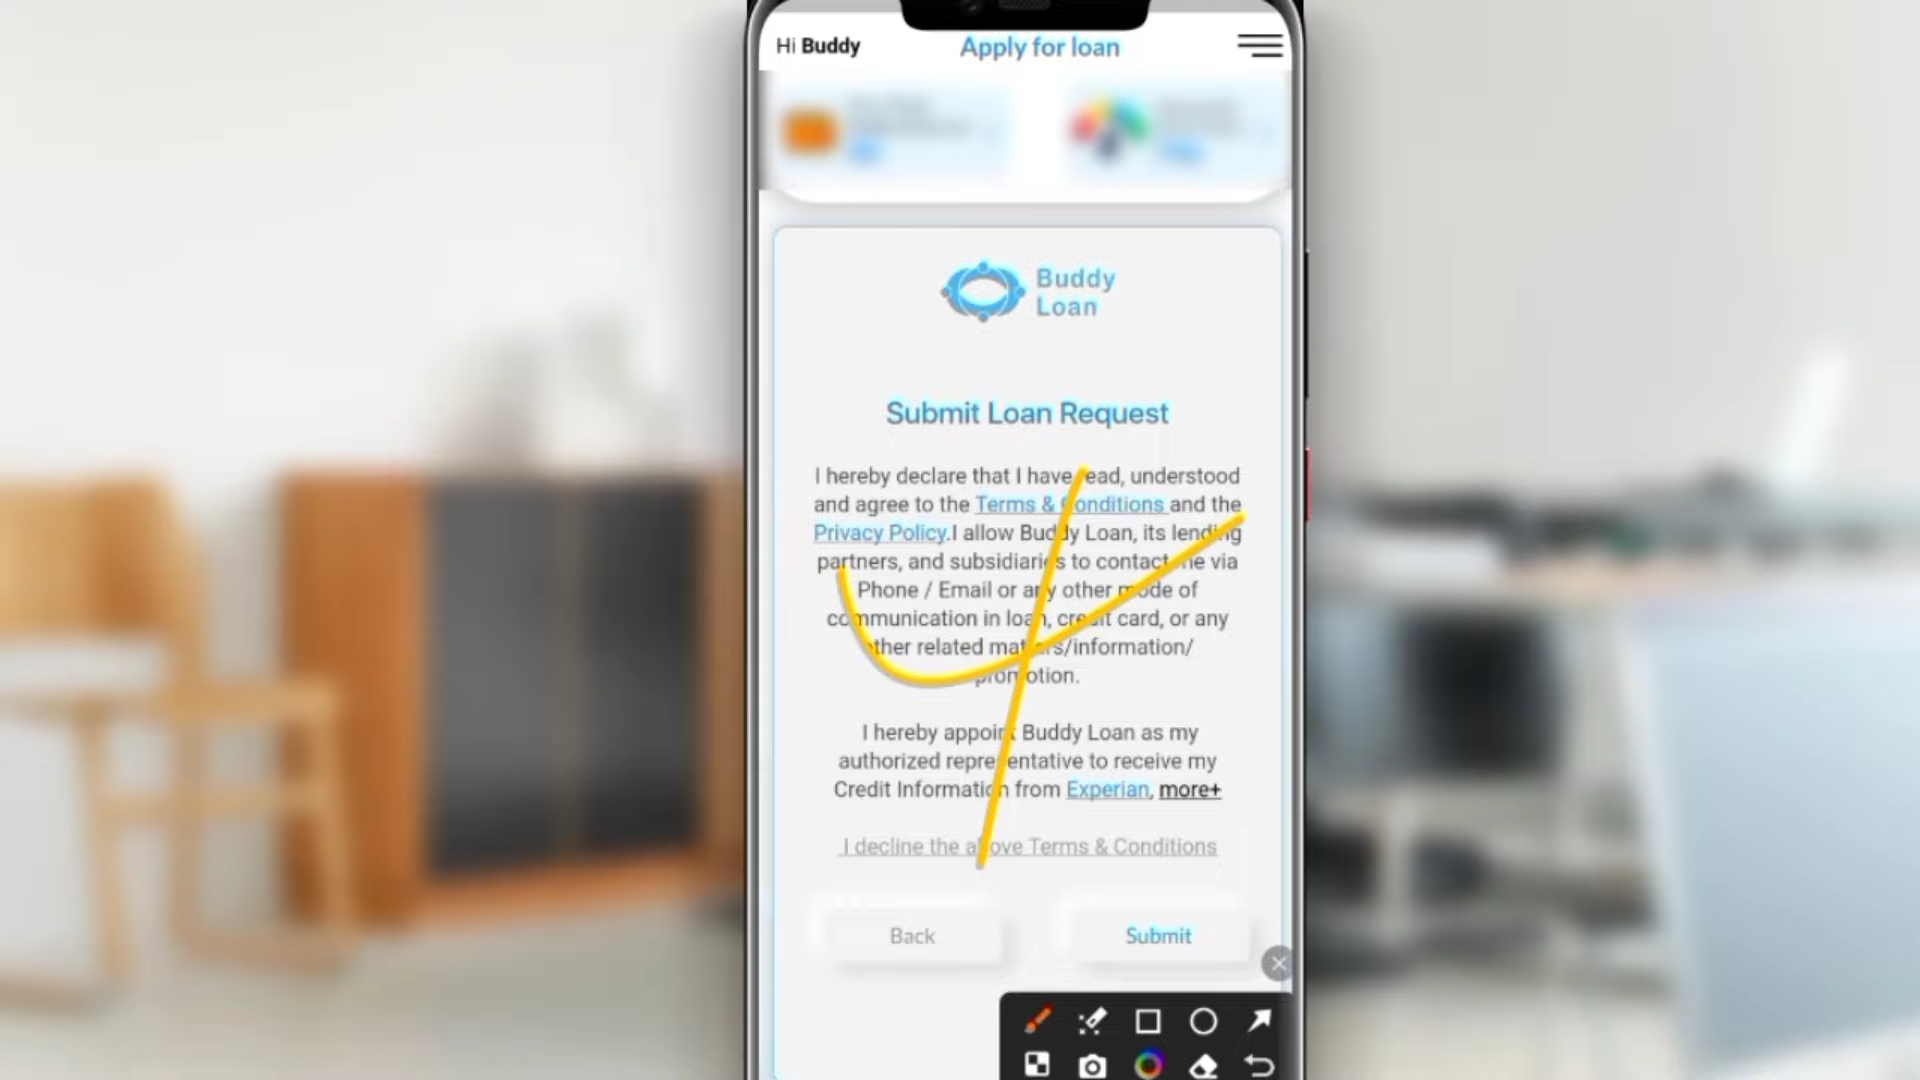 Hi Buddy
Apply for loan
Buddy
Loan
Submit Loan Request
I hereby declare that I have read, understood
and agree to the Terms & Conditions and the
Privacy Policy.I allow Buddy Loan, its lending
partners, and subsidiaries to contact me via
Phone / Email or any other mode of
communication in loan, credit card, or any
other related matters/information/
promotion.
I hereby appoint Buddy Loan as my
authorized representative to receive my
Credit Information from Experian, more+
I decline the above Terms & Conditions
Back
Submit